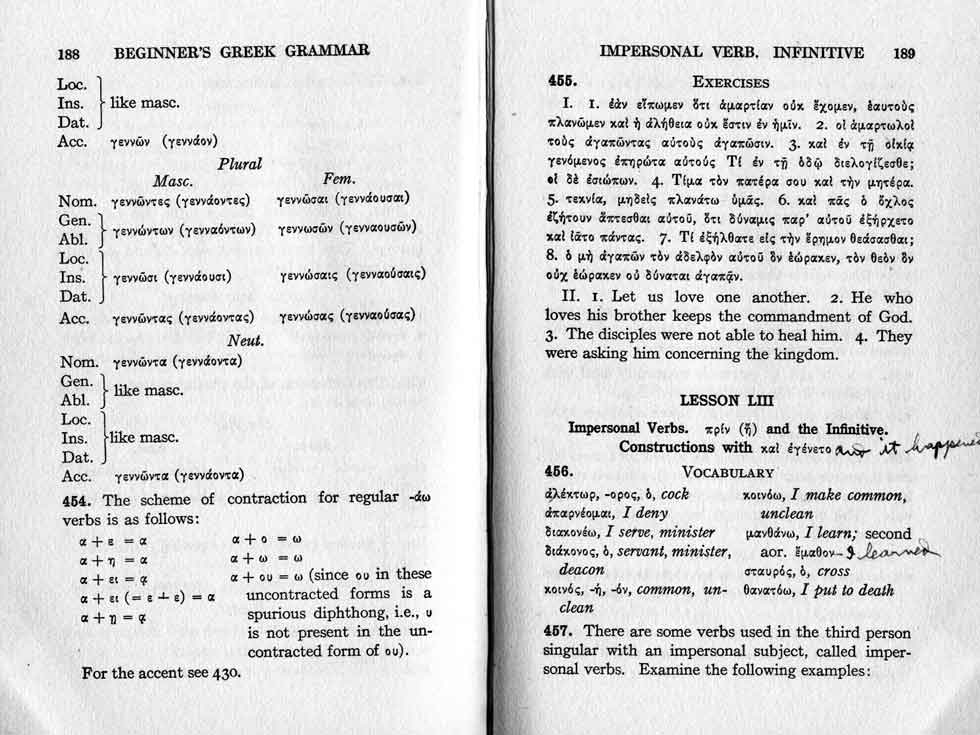 188 BEGINNER'S GREEK GRAMMAR
Loc.
Ins. like masc.
Dat.
Acc. γεννῶν (γεννάον)
Plural
Masc. Fem.
Nom. γεννῶντες (γεννάοντες) γεννῶσαι (γεννάουσαι)
Gen.
γεννώντων (γενναόντων) γεννωσῶν (γενναουσῶν)
Abl.
Loc.
Ins. γεννῶσι (γεννάουσι) γεννώσαις (γενναούσαις)
Dat.
Acc. γεννῶντας (γεννάοντας) γεννώσας (γενναούσας)
Neut.
Nom. γεννῶντα (γεννάοντα)
Gen.
like masc.
Abl.
Loc.
Ins. like masc.
Dat.
Acc. γεννῶντα (γεννάοντα)
454. The scheme of contraction for regular -άω
verbs is as follows:
α + ε = α α + ο = ω
α + η = α α + ω = ω
α + ει = ᾳ α + ου = ω (since ου in these
α + ει (= ε + ε) = α uncontracted forms is a
α + ῃ = ᾳ spurious diphthong, i.e., υ
is not present in the un-
contracted form of ου).
For the accent see 430.
IMPERSONAL VERB. INFINITIVE 189
455. EXERCISES
I. 1. ἐὰν εἴπωμεν ὅτι ἁμαρτίαν οὐκ ἔχομεν, ἑαυτοὺς
πλανῶμεν καὶ ἡ ἀλήθεια οὐκ ἔστιν ἐν ἡμῖν. 2. οἱ ἁμαρτωλοὶ
τοὺς ἀγαπῶντας αὐτοὺς ἀγαπῶσιν. 3. καὶ ἐν τῇ οἰκίᾳ
γενόμενος ἐπηρώτα αὐτούς Τί ἐν τῇ ὁδῷ διελογίζεσθε;
οἱ δὲ ἐσιώπων. 4. Τίμα τὸν πατέρα σου καὶ τὴν μητέρα.
5. τεκνία, μηδεὶς πλανάτω ὑμᾶς. 6. καὶ πᾶς ὁ ὄχλος
ἐζήτουν ἅπτεσθαι αὐτοῦ, ὅτι δύναμις παρ' αὐτοῦ ἐξήρχετο
καὶ ἰᾶτο πάντας. 7. Τί ἐξήλθατε εἰς τὴν ἔρημον θεάσασθαι;
8. ὁ μὴ ἀγαπῶν τὸν ἀδελφὸν αὐτοῦ ὃν ἑώρακεν, τὸν θεὸν ὃν
οὐχ ἑώρακεν οὐ δύναται ἀγαπᾷν.
II. 1. Let us love one another. 2. He who
loves his brother keeps the commandment of God.
3. The disciples were not able to heal him. 4. They
were asking him concerning the kingdom.
LESSON LIII
Impersonal Verbs. πρίν (ἤ) and the Infinitive.
Constructions with καὶ ἐγένετο and it happened
456. VOCABULARY
ἀλέκτωρ, -ορος, ὁ, cock κοινόω, I make common,
ἀπαρνέομαι, I deny unclean
διακονέω, I serve, minister μανθάνω, I learn; second
διάκονος, ὁ, servant, minister, aor. ἔμαθον - I learned
deacon σταυρός, ὁ, cross
κοινός, -ή, -όν, common, un- θανατόω, I put to death
clean
457. There are some verbs used in the third person
singular with an impersonal subject, called imper-
sonal verbs. Examine the following examples: